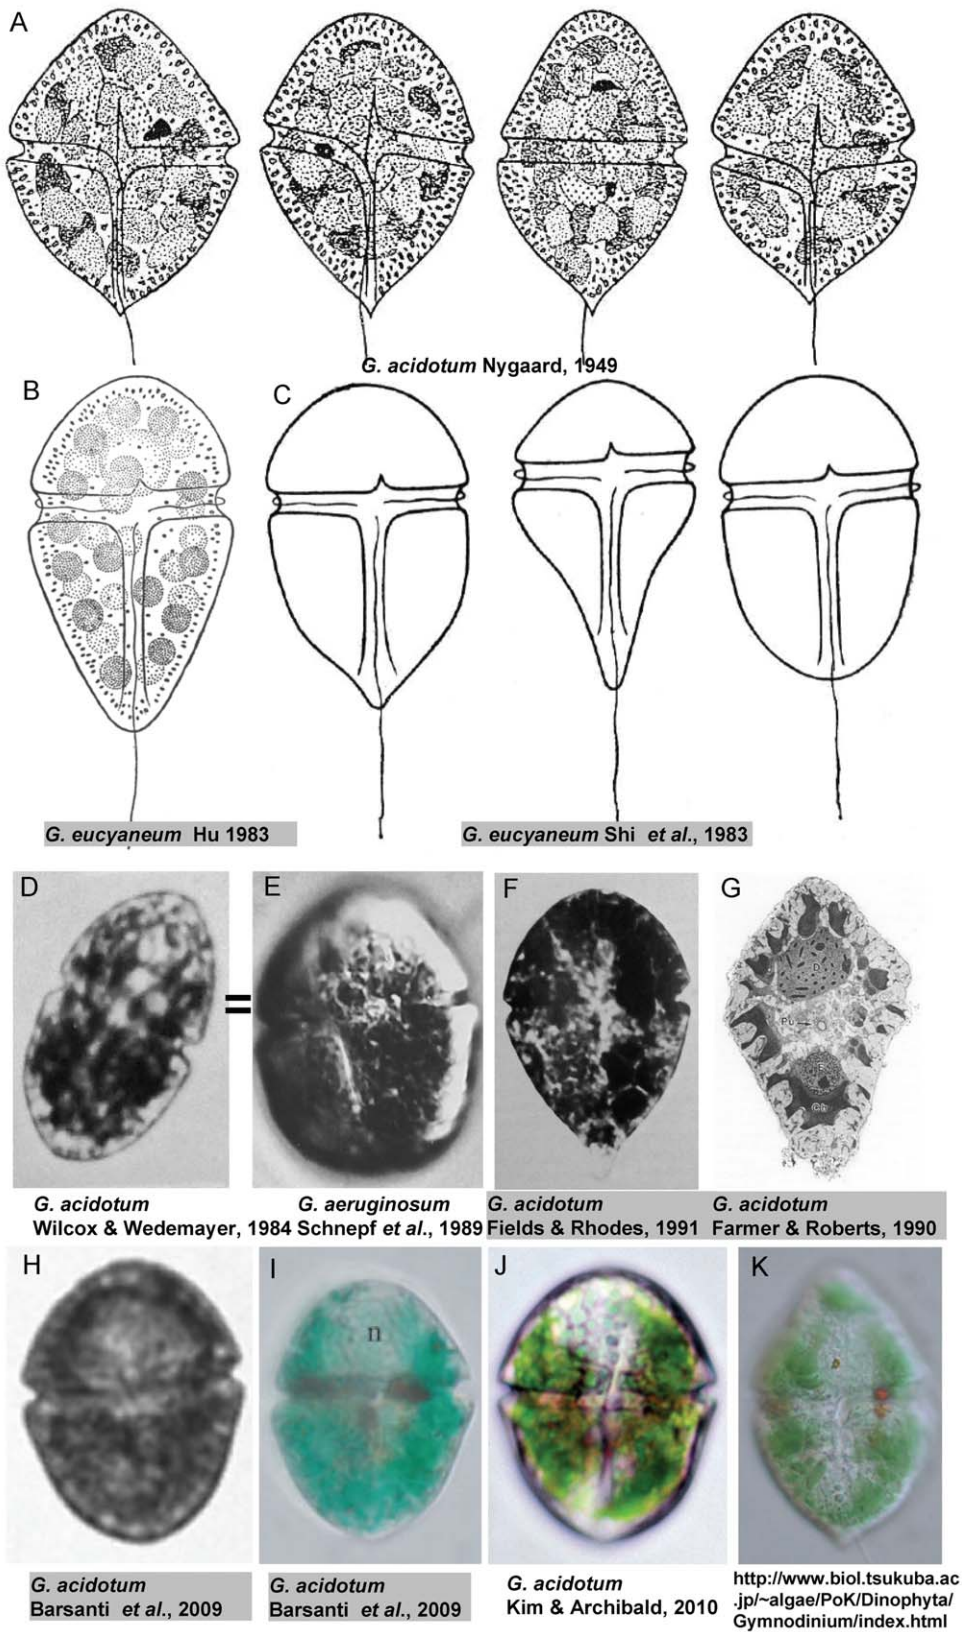 A
G. acidotum Nygaard, 1949
B
C
G. eucyaneum Hu 1983
G. eucyaneum Shi et al., 1983
D
E
F
G
=
D
Pu
E
Ch
G. acidotum
Wilcox & Wedemayer, 1984
G. aeruginosum
Schnepf et al., 1989
G. acidotum
Fields & Rhodes, 1991
G. acidotum
Farmer & Roberts, 1990
H
I
J
K
n
G. acidotum
Barsanti et al., 2009
G. acidotum
Barsanti et al., 2009
G. acidotum
Kim & Archibald, 2010
http://www.biol.tsukuba.ac
.jp/~algae/PoK/Dinophyta/
Gymnodinium/index.html